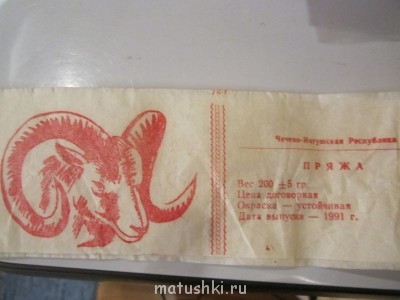 Чечено-Ингушская Республика
ПРЯЖА
Вес 200 ±5 гр.
Цена договорная
Окраска — устойчивая
Дата выпуска — 1991 г.
matushki.ru